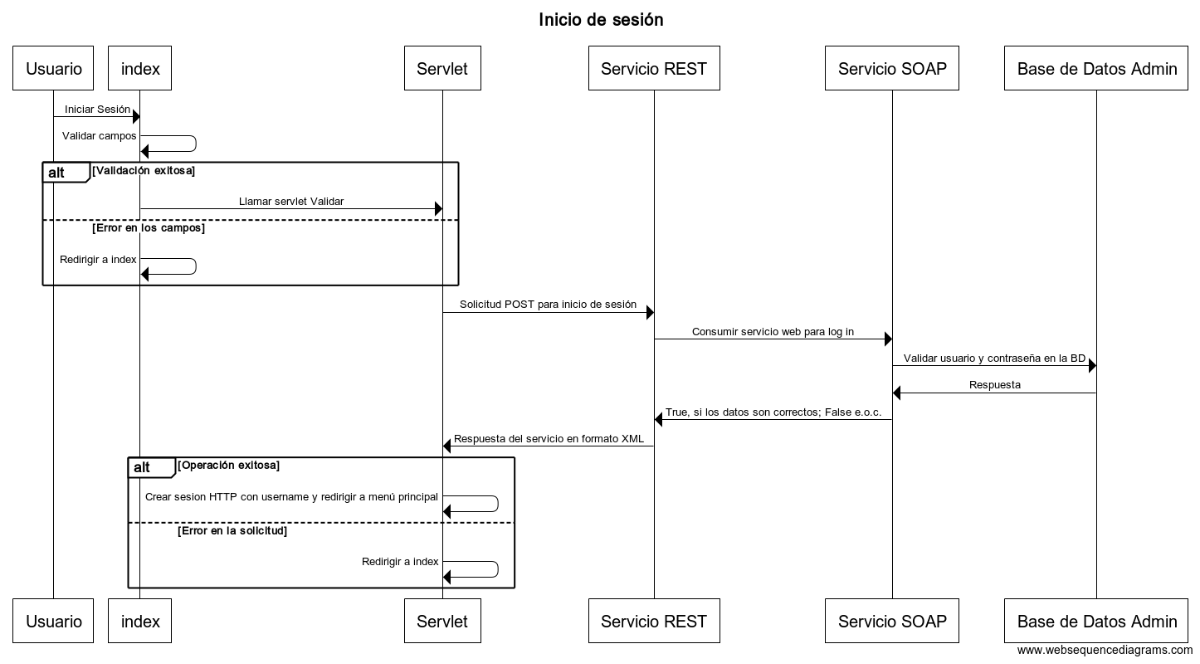 Inicio de sesión
Usuario
index
Servlet
Servicio REST
Servicio SOAP
Base de Datos Admin
Iniciar Sesión
Validar campos
alt
[Validación exitosa]
Llamar servlet Validar
[Error en los campos]
Redirigir a index
Solicitud POST para inicio de sesión
Consumir servicio web para log in
Validar usuario y contraseña en la BD
Respuesta
True, si los datos son correctos; False e.o.c.
Respuesta del servicio en formato XML
alt
[Operación exitosa]
Crear sesion HTTP con username y redirigir a menú principal
[Error en la solicitud]
Redirigir a index
Usuario
index
Servlet
Servicio REST
Servicio SOAP
Base de Datos Admin
www.websequencediagrams.com